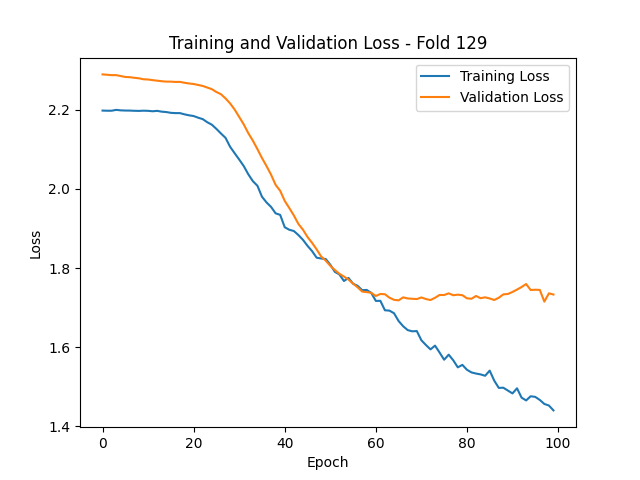 Training and Validation Loss - Fold 129
Training Loss
Validation Loss
Loss
2.2
2.0
1.8
1.6
1.4
0 20 40 60 80 100
Epoch